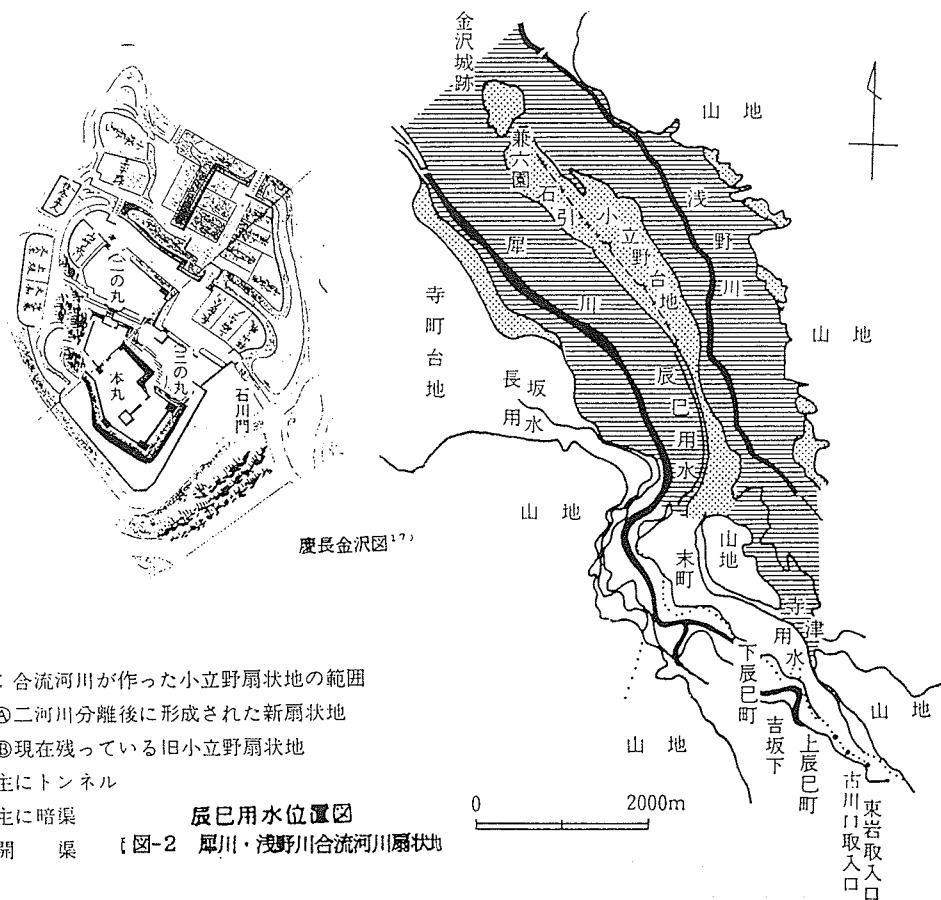 金沢城跡
兼六園
石引
小立野台地
浅野川
犀川
山地
山地
寺町台地
長坂用水
辰巳用水
山地
末町
山地
寺津用水
下辰巳町
吉坂下
上辰巳町
山地
山地
古川口取入口
東岩取入口
二の丸
三の丸
本丸
石川門
慶長金沢図¹⁷⁾
: 合流河川が作った小立野扇状地の範囲
Ⓐ二河川分離後に形成された新扇状地
Ⓑ現在残っている旧小立野扇状地
主にトンネル
主に暗渠
開 渠
辰巳用水位置図
図-2 犀川・浅野川合流河川扇状地
0 2000m